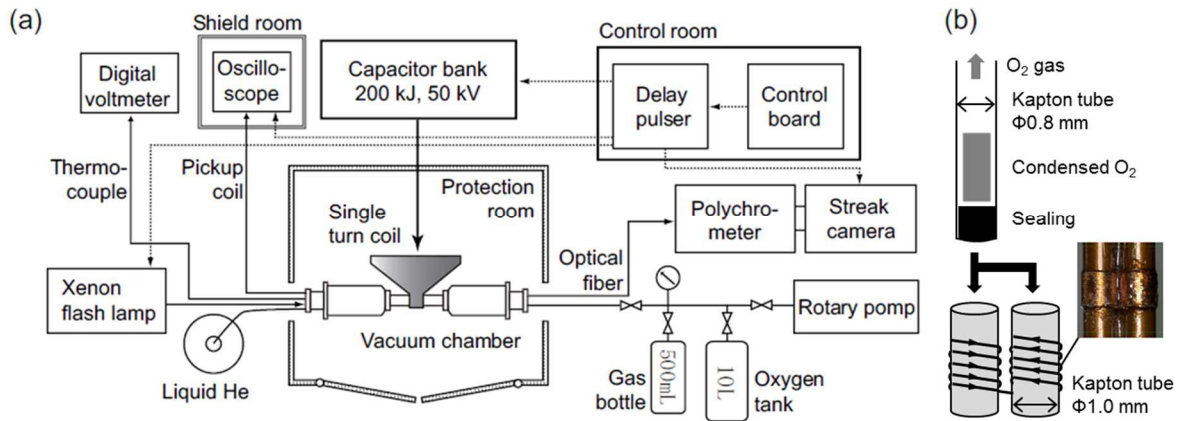 (a)
Shield room
Digital
voltmeter
Oscillo-
scope
Capacitor bank
200 kJ, 50 kV
Control room
Delay
pulser
Control
board
Thermo-
couple
Pickup
coil
Protection
room
Single
turn coil
Polychro-
meter
Streak
camera
Optical
fiber
Xenon
flash lamp
Rotary pomp
Vacuum chamber
Liquid He
Gas
bottle
500mL
10L
Oxygen
tank
(b)
O₂ gas
Kapton tube
Φ0.8 mm
Condensed O₂
Sealing
Kapton tube
Φ1.0 mm